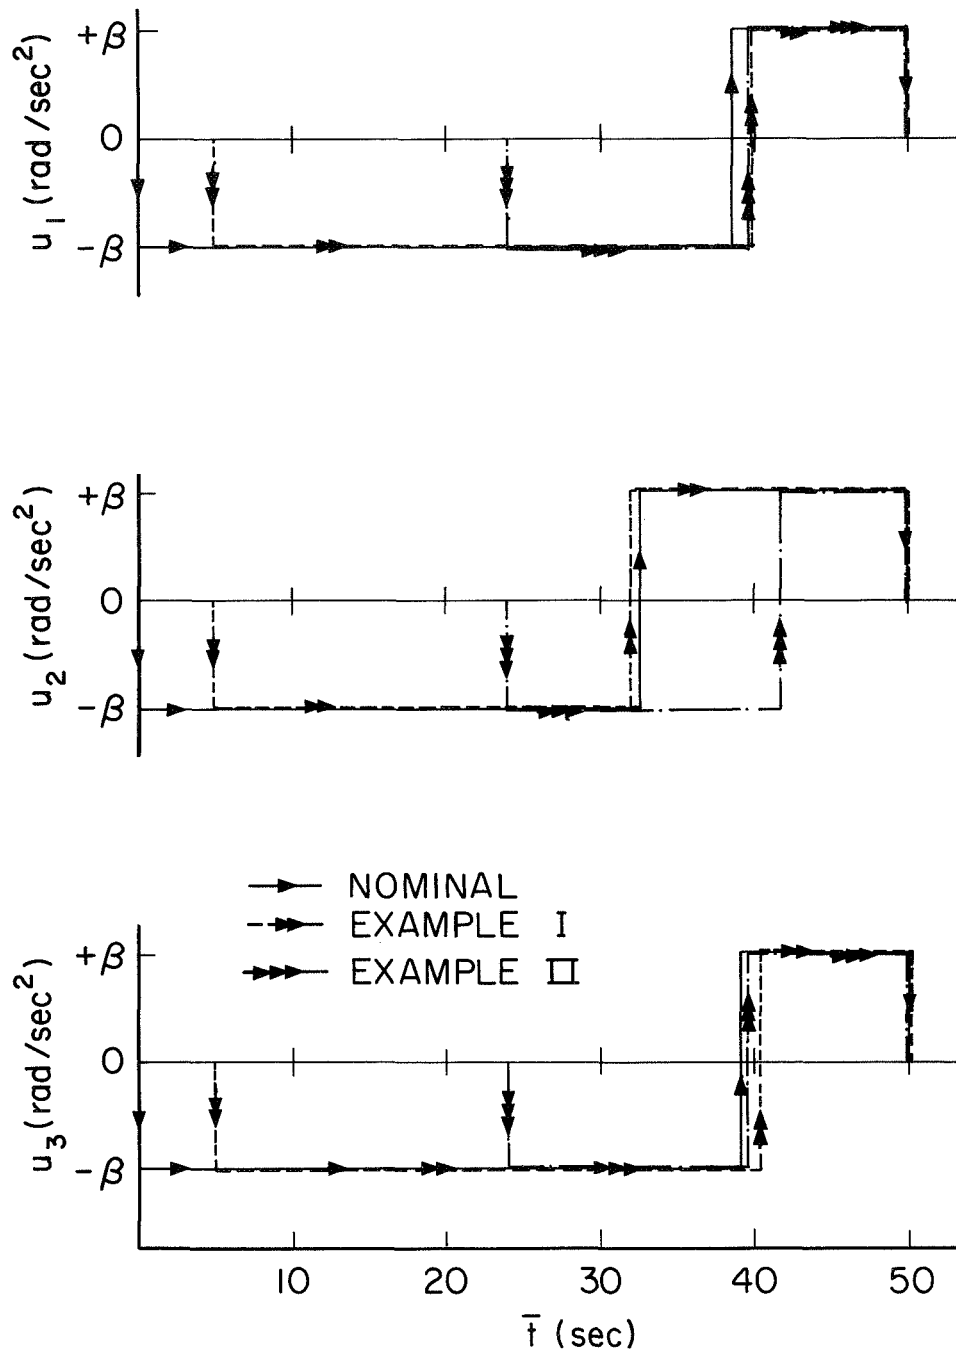 +β
0
-β
u₁ (rad/sec²)
+β
0
-β
u₂ (rad/sec²)
NOMINAL
EXAMPLE I
EXAMPLE II
+β
0
-β
u₃ (rad/sec²)
10 20 30 40 50
t̄ (sec)